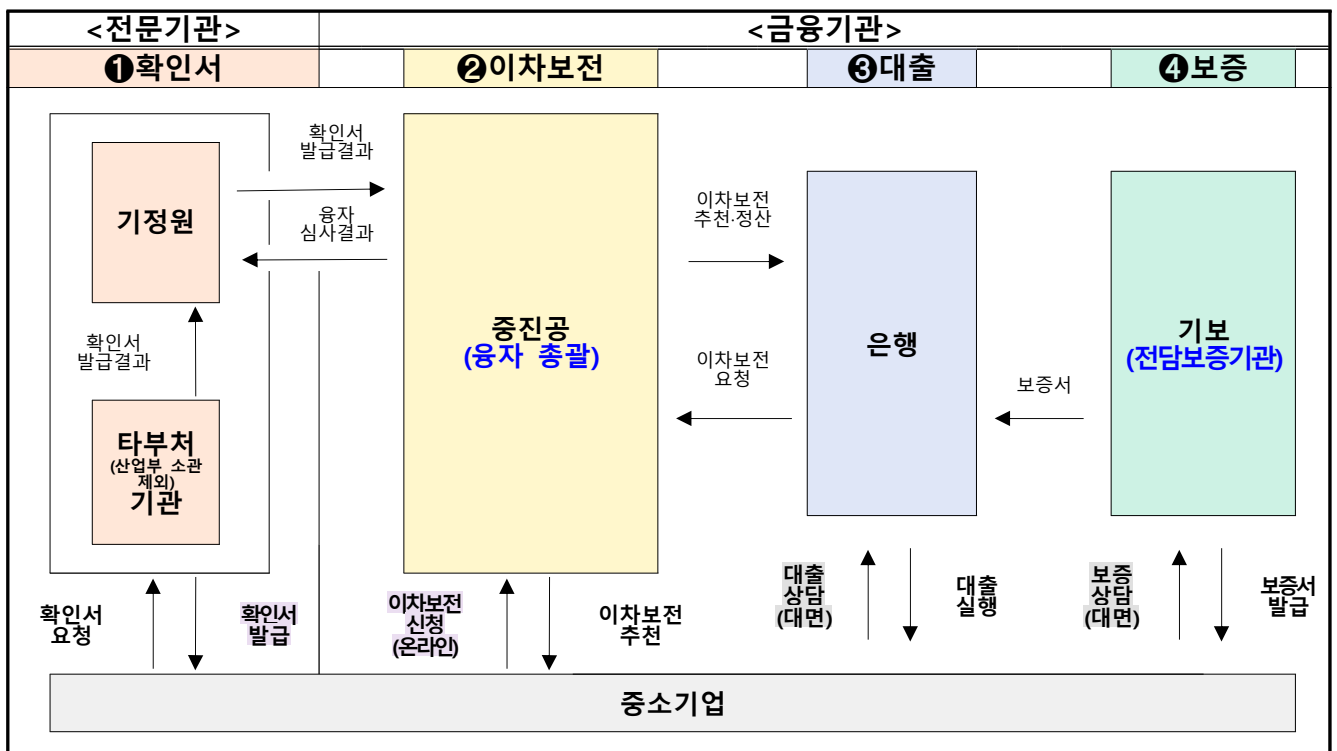 <전문기관>
<금융기관>
❶확인서
❷이차보전
❸대출
❹보증
확인서
발급결과
기정원
융자
심사결과
이차보전
추천·정산
중진공
(융자 총괄)
은행
기보
(전담보증기관)
확인서
발급결과
이차보전
요청
보증서
타부처
(산업부 소관
제외)
기관
확인서
요청
확인서
발급
이차보전
신청
(온라인)
이차보전
추천
대출
상담
(대면)
대출
실행
보증
상담
(대면)
보증서
발급
중소기업